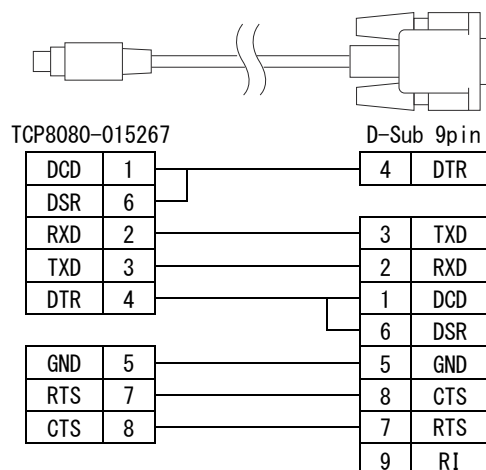 TCP8080-015267 D-Sub 9pin
DCD 1 4 DTR
DSR 6
RXD 2 3 TXD
TXD 3 2 RXD
DTR 4 1 DCD
6 DSR
GND 5 5 GND
RTS 7 8 CTS
CTS 8 7 RTS
9 RI